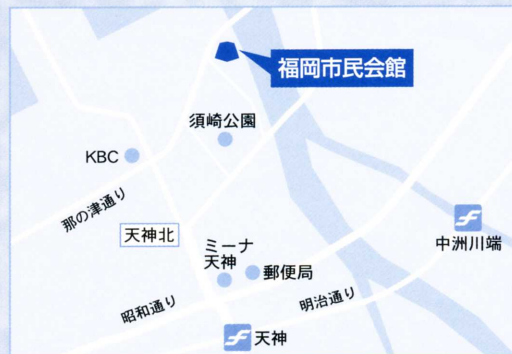 福岡市民会館
須崎公園
KBC
那の津通り
天神北
ミーナ
天神
郵便局
中洲川端
昭和通り
明治通り
天神